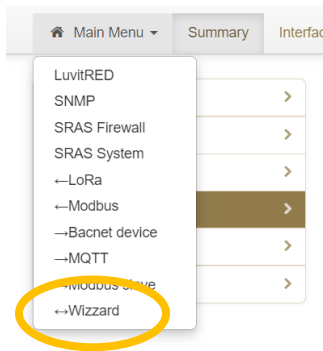 Main Menu Summary Interfac
LuvitRED
SNMP
SRAS Firewall
SRAS System
←LoRa
←Modbus
→Bacnet device
→MQTT
→Modbus slave
↔Wizzard